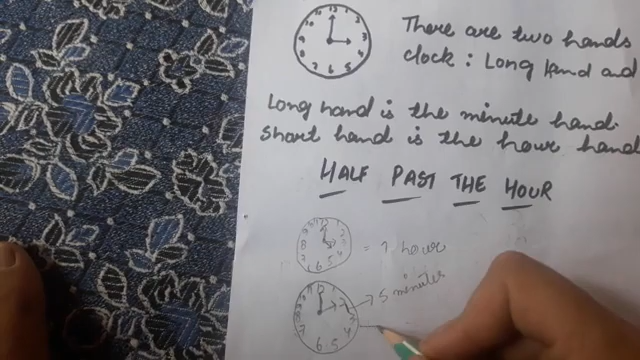 There are two hands
clock : Long hand and
Long hand is the minute hand.
Short hand is the hour hand
HALF PAST THE HOUR
= 1 hour
→ 5 minutes